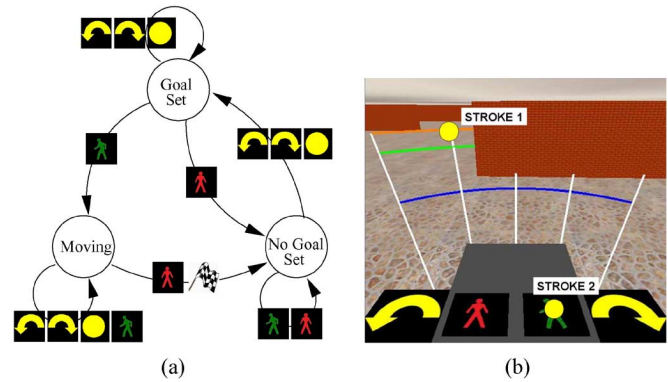 Goal
Set
Moving
No Goal
Set
(a)
STROKE 1
STROKE 2
(b)